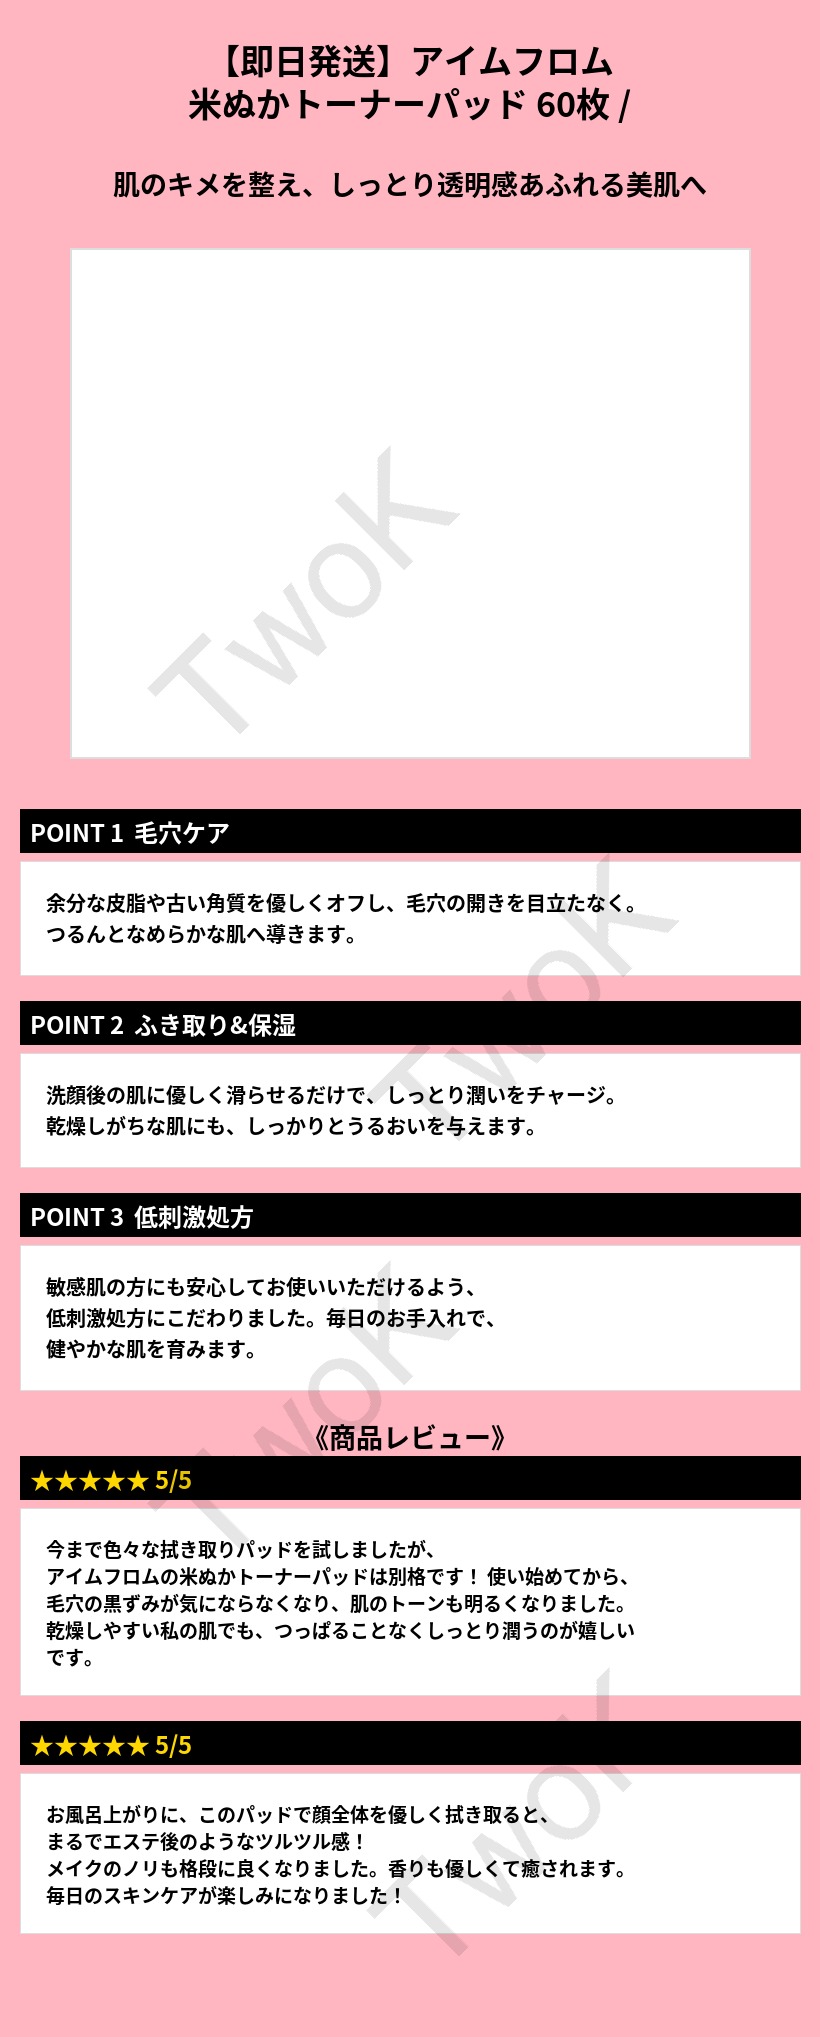 【即日発送】アイムフロム
米ぬかトーナーパッド 60枚 /
肌のキメを整え、しっとり透明感あふれる美肌へ
TwoK
POINT 1 毛穴ケア
余分な皮脂や古い角質を優しくオフし、毛穴の開きを目立たなく。
つるんとなめらかな肌へ導きます。
TwoK
POINT 2 ふき取り&保湿
洗顔後の肌に優しく滑らせるだけで、しっとり潤いをチャージ。
乾燥しがちな肌にも、しっかりとうるおいを与えます。
POINT 3 低刺激処方
敏感肌の方にも安心してお使いいただけるよう、
低刺激処方にこだわりました。毎日のお手入れで、
健やかな肌を育みます。
TwoK
《商品レビュー》
★★★★★ 5/5
今まで色々な拭き取りパッドを試しましたが、
アイムフロムの米ぬかトーナーパッドは別格です！ 使い始めてから、
毛穴の黒ずみが気にならなくなり、肌のトーンも明るくなりました。
乾燥しやすい私の肌でも、つっぱることなくしっとり潤うのが嬉しい
です。
TwoK
★★★★★ 5/5
お風呂上がりに、このパッドで顔全体を優しく拭き取ると、
まるでエステ後のようなツルツル感！
メイクのノリも格段に良くなりました。香りも優しくて癒されます。
毎日のスキンケアが楽しみになりました！